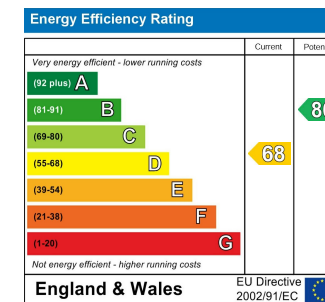 Energy Efficiency Rating
Current
Very energy efficient - lower running costs
(92 plus) A
(81-91) B
(69-80) C
(55-68) D
68
(39-54) E
(21-38) F
(1-20) G
Not energy efficient - higher running costs
England & Wales
EU Directive
2002/91/EC